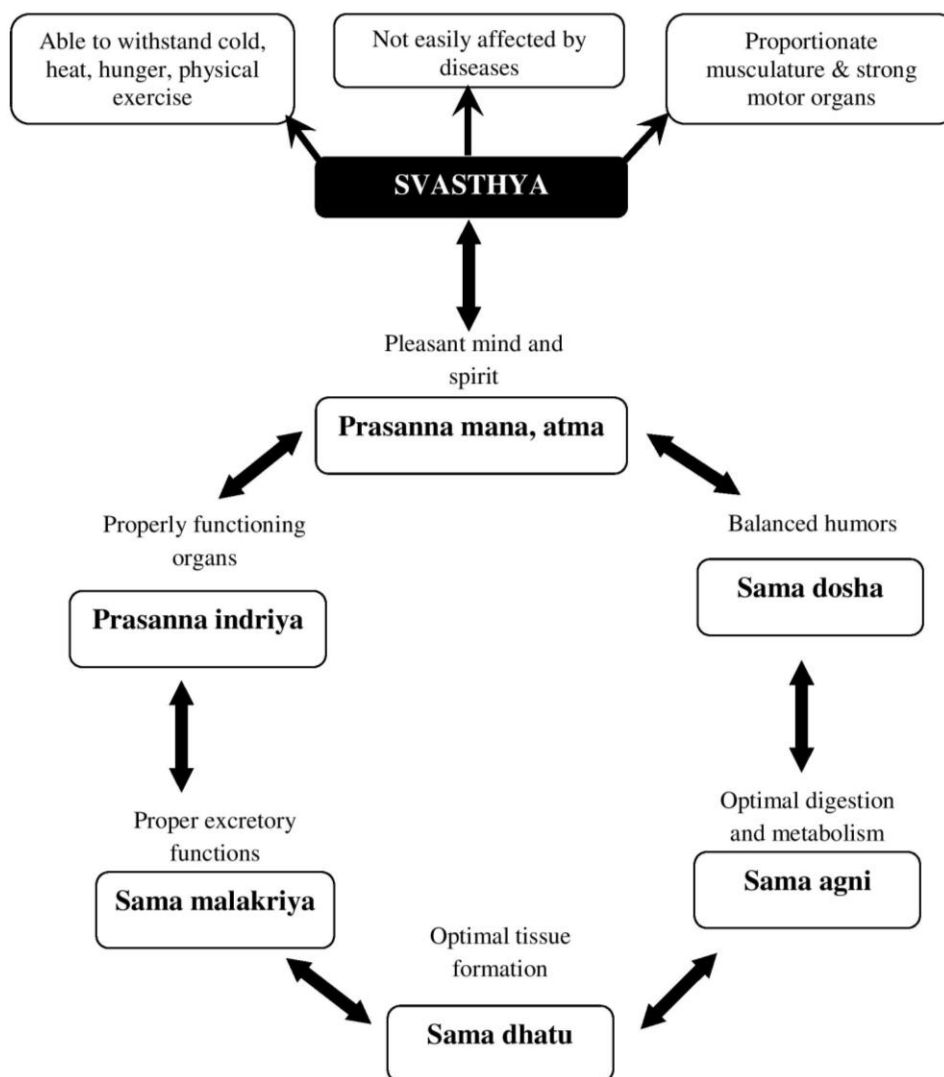 Able to withstand cold,
heat, hunger, physical
exercise
Not easily affected by
diseases
Proportionate
musculature & strong
motor organs
SVASTHYA
Pleasant mind and
spirit
Prasanna mana, atma
Properly functioning
organs
Prasanna indriya
Balanced humors
Sama dosha
Proper excretory
functions
Sama malakriya
Optimal digestion
and metabolism
Sama agni
Optimal tissue
formation
Sama dhatu